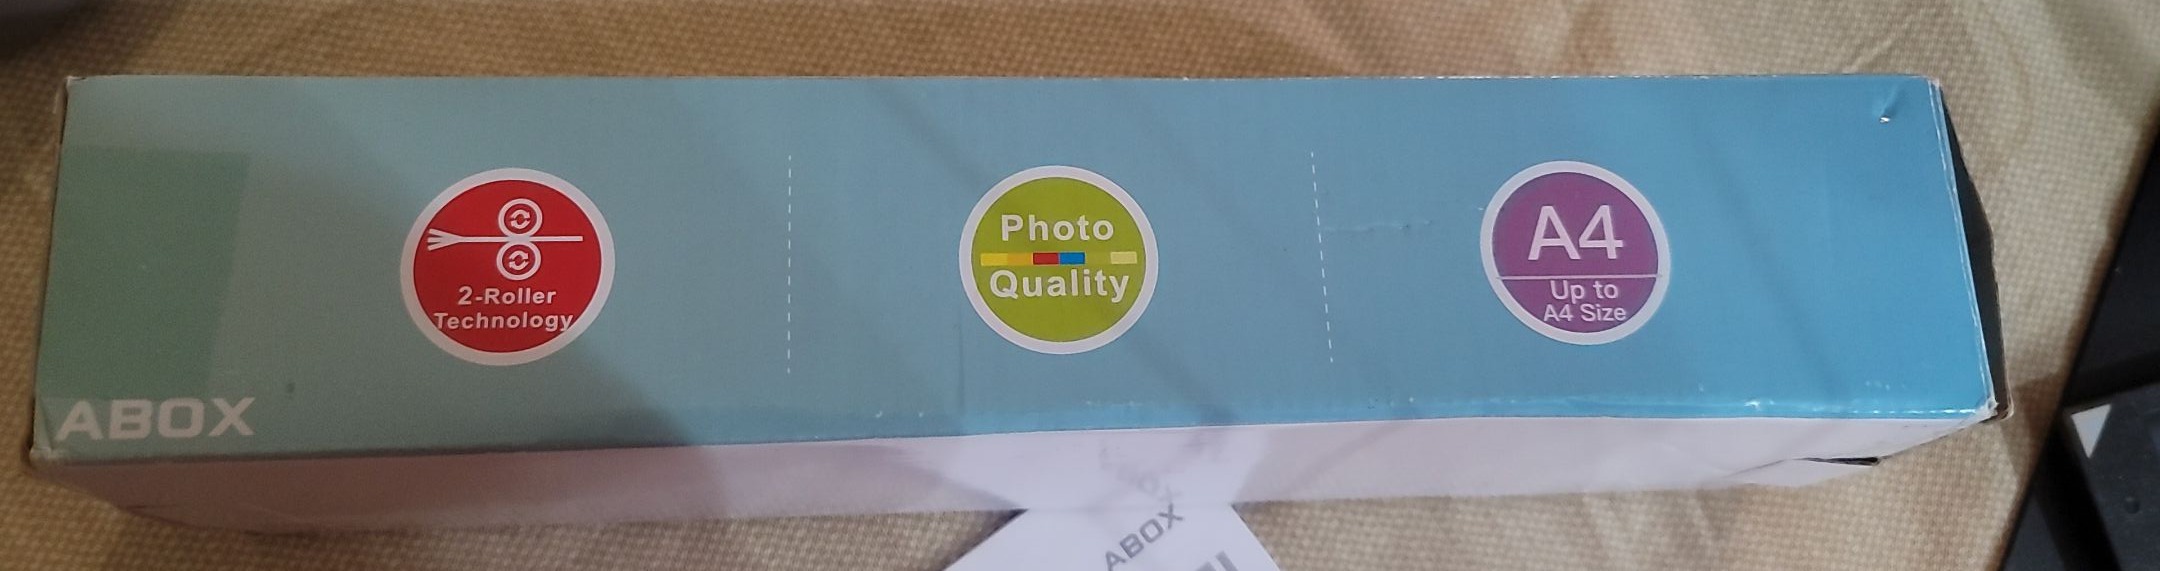 2-Roller
Technology
Photo
Quality
A4
Up to
A4 Size
ABOX
ABOX